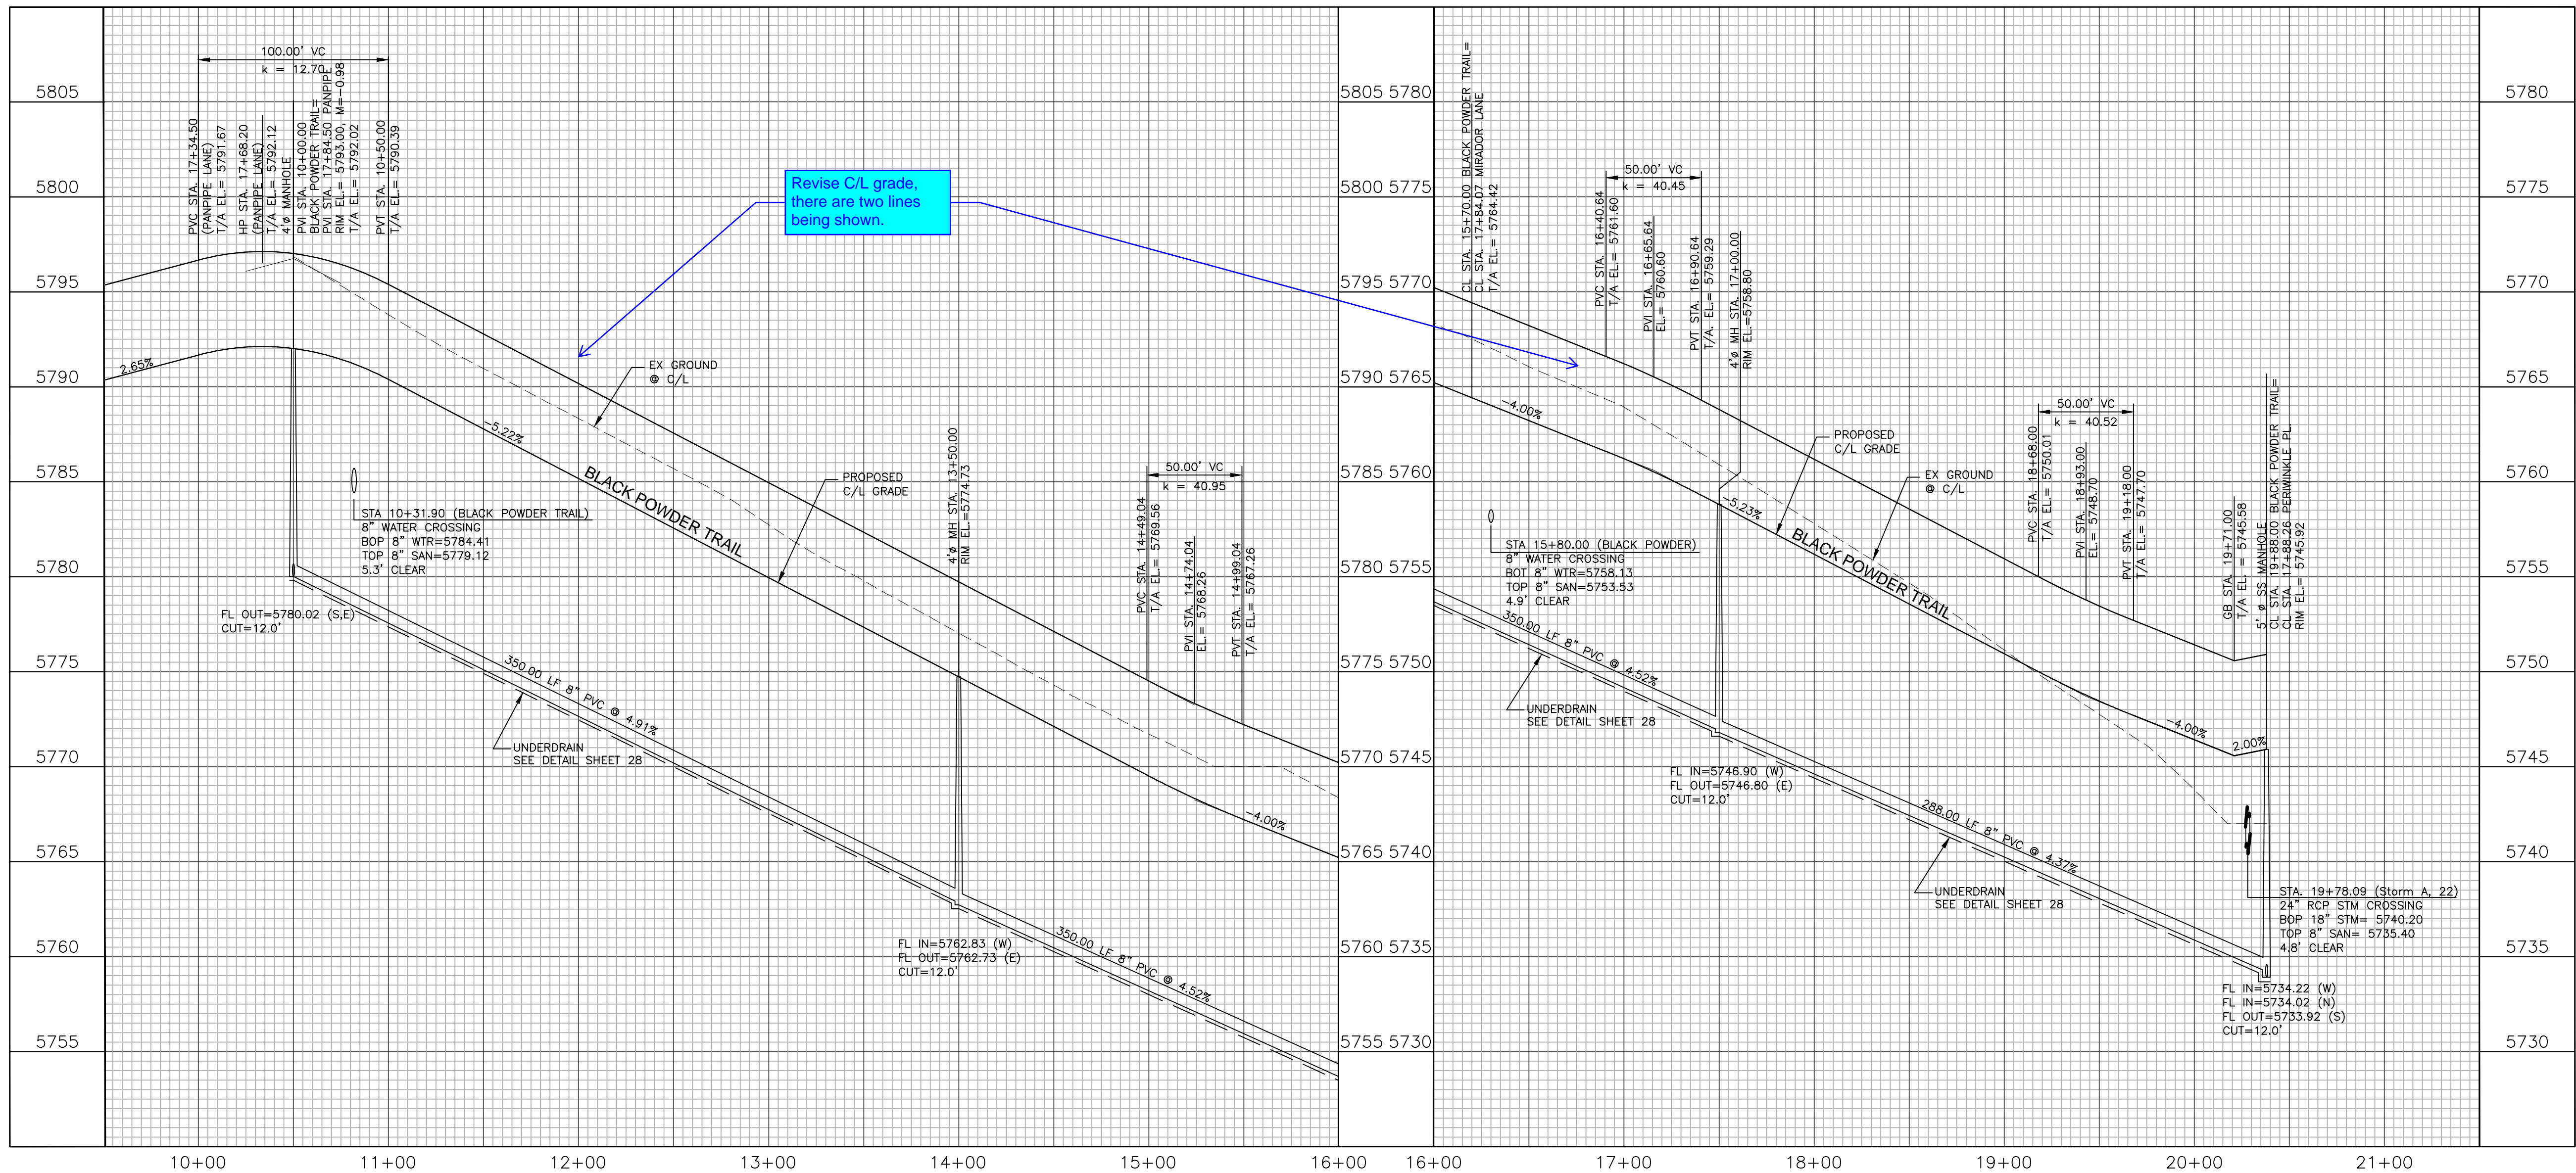 100.00' VC
k = 12.70
PVC STA. 17+34.50
(PANPIPE LANE)
T/A EL.= 5791.67
HP STA. 17+68.20
(PANPIPE LANE)
T/A EL.= 5792.12
4'ø MANHOLE
PVI STA. 10+00.00
BLACK POWDER TRAIL=
PVI STA. 17+84.50 PANPIPE
RIM EL.= 5793.00, M=-0.98
T/A EL.= 5792.02
PVT STA. 10+50.00
T/A EL.= 5790.39
5805
5800
5795
5790
5785
5780
5775
5770
5765
5760
5755
Revise C/L grade,
there are two lines
being shown.
2.65%
EX GROUND
@ C/L
-5.22%
BLACK POWDER TRAIL
PROPOSED
C/L GRADE
STA 10+31.90 (BLACK POWDER TRAIL)
8" WATER CROSSING
BOP 8" WTR=5784.41
TOP 8" SAN=5779.12
5.3' CLEAR
FL OUT=5780.02 (S,E)
CUT=12.0'
350.00 LF 8" PVC @ 4.91%
UNDERDRAIN
SEE DETAIL SHEET 28
4'ø MH STA. 13+50.00
RIM EL.=5774.73
50.00' VC
k = 40.95
PVC STA. 14+49.04
T/A EL.= 5769.56
PVI STA. 14+74.04
EL.= 5768.26
PVT STA. 14+99.04
T/A EL.= 5767.26
-4.00%
FL IN=5762.83 (W)
FL OUT=5762.73 (E)
CUT=12.0'
350.00 LF 8" PVC @ 4.52%
5805 5780
5800 5775
5795 5770
5790 5765
5785 5760
5780 5755
5775 5750
5770 5745
5765 5740
5760 5735
5755 5730
CL STA. 15+70.00 BLACK POWDER TRAIL=
CL STA. 17+84.07 MIRADOR LANE
T/A EL.= 5764.42
50.00' VC
k = 40.45
PVC STA. 16+40.64
T/A EL.= 5761.60
PVI STA. 16+65.64
EL.= 5760.60
PVT STA. 16+90.64
T/A. EL.= 5759.29
4'ø MH STA. 17+00.00
RIM EL.=5758.80
-4.00%
-5.23%
BLACK POWDER TRAIL
PROPOSED
C/L GRADE
EX GROUND
@ C/L
STA 15+80.00 (BLACK POWDER)
8" WATER CROSSING
BOT 8" WTR=5758.13
TOP 8" SAN=5753.53
4.9' CLEAR
350.00 LF 8" PVC @ 4.52%
UNDERDRAIN
SEE DETAIL SHEET 28
FL IN=5746.90 (W)
FL OUT=5746.80 (E)
CUT=12.0'
288.00 LF 8" PVC @ 4.37%
UNDERDRAIN
SEE DETAIL SHEET 28
50.00' VC
k = 40.52
PVC STA. 18+68.00
T/A EL.= 5750.01
PVI STA. 18+93.00
EL.= 5748.70
PVT STA. 19+18.00
T/A EL.= 5747.70
GB STA. 19+71.00
T/A EL. = 5745.58
5' ø SS MANHOLE
CL STA. 19+88.00 BLACK POWDER TRAIL=
CL STA. 17+88.26 PERIWINKLE PL.
RIM EL.= 5745.92
-4.00%
2.00%
STA. 19+78.09 (Storm A, 22)
24" RCP STM CROSSING
BOP 18" STM= 5740.20
TOP 8" SAN= 5735.40
4.8' CLEAR
FL IN=5734.22 (W)
FL IN=5734.02 (N)
FL OUT=5733.92 (S)
CUT=12.0'
5780
5775
5770
5765
5760
5755
5750
5745
5740
5735
5730
10+00 11+00 12+00 13+00 14+00 15+00 16+00 16+00 17+00 18+00 19+00 20+00 21+00